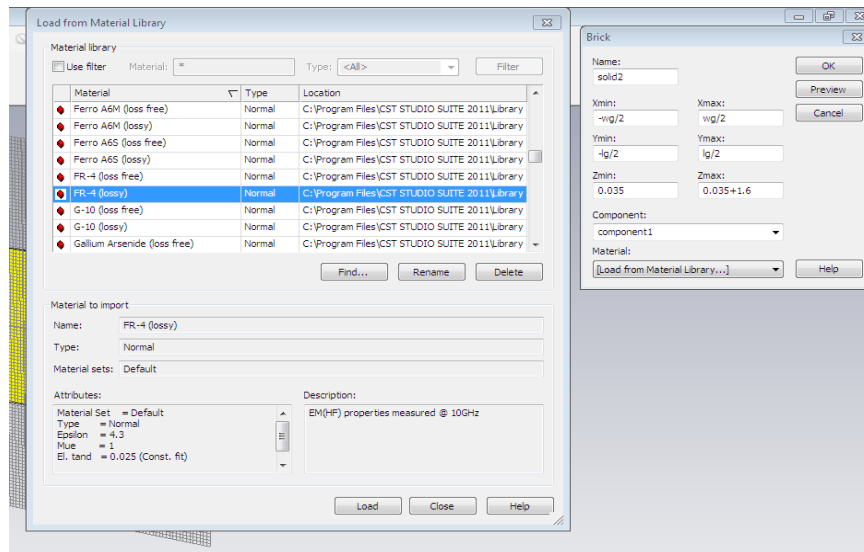 Load from Material Library
Material library
Use filter Material: * Type: <All> Filter
Material Type Location
Ferro A6M (loss free) Normal C:\Program Files\CST STUDIO SUITE 2011\Library
Ferro A6M (lossy) Normal C:\Program Files\CST STUDIO SUITE 2011\Library
Ferro A6S (loss free) Normal C:\Program Files\CST STUDIO SUITE 2011\Library
Ferro A6S (lossy) Normal C:\Program Files\CST STUDIO SUITE 2011\Library
FR-4 (loss free) Normal C:\Program Files\CST STUDIO SUITE 2011\Library
FR-4 (lossy) Normal C:\Program Files\CST STUDIO SUITE 2011\Library
G-10 (loss free) Normal C:\Program Files\CST STUDIO SUITE 2011\Library
G-10 (lossy) Normal C:\Program Files\CST STUDIO SUITE 2011\Library
Gallium Arsenide (loss free) Normal C:\Program Files\CST STUDIO SUITE 2011\Library
Find... Rename Delete
Material to import
Name: FR-4 (lossy)
Type: Normal
Material sets: Default
Attributes:
Material Set = Default
Type = Normal
Epsilon = 4.3
Mue = 1
El. tand = 0.025 (Const. fit)
Description:
EM(HF) properties measured @ 10GHz
Load Close Help
Brick
Name:
solid2
OK
Preview
Cancel
Xmin: Xmax:
-wg/2 wg/2
Ymin: Ymax:
-lg/2 lg/2
Zmin: Zmax:
0.035 0.035+1.6
Component:
component1
Material:
[Load from Material Library...] Help